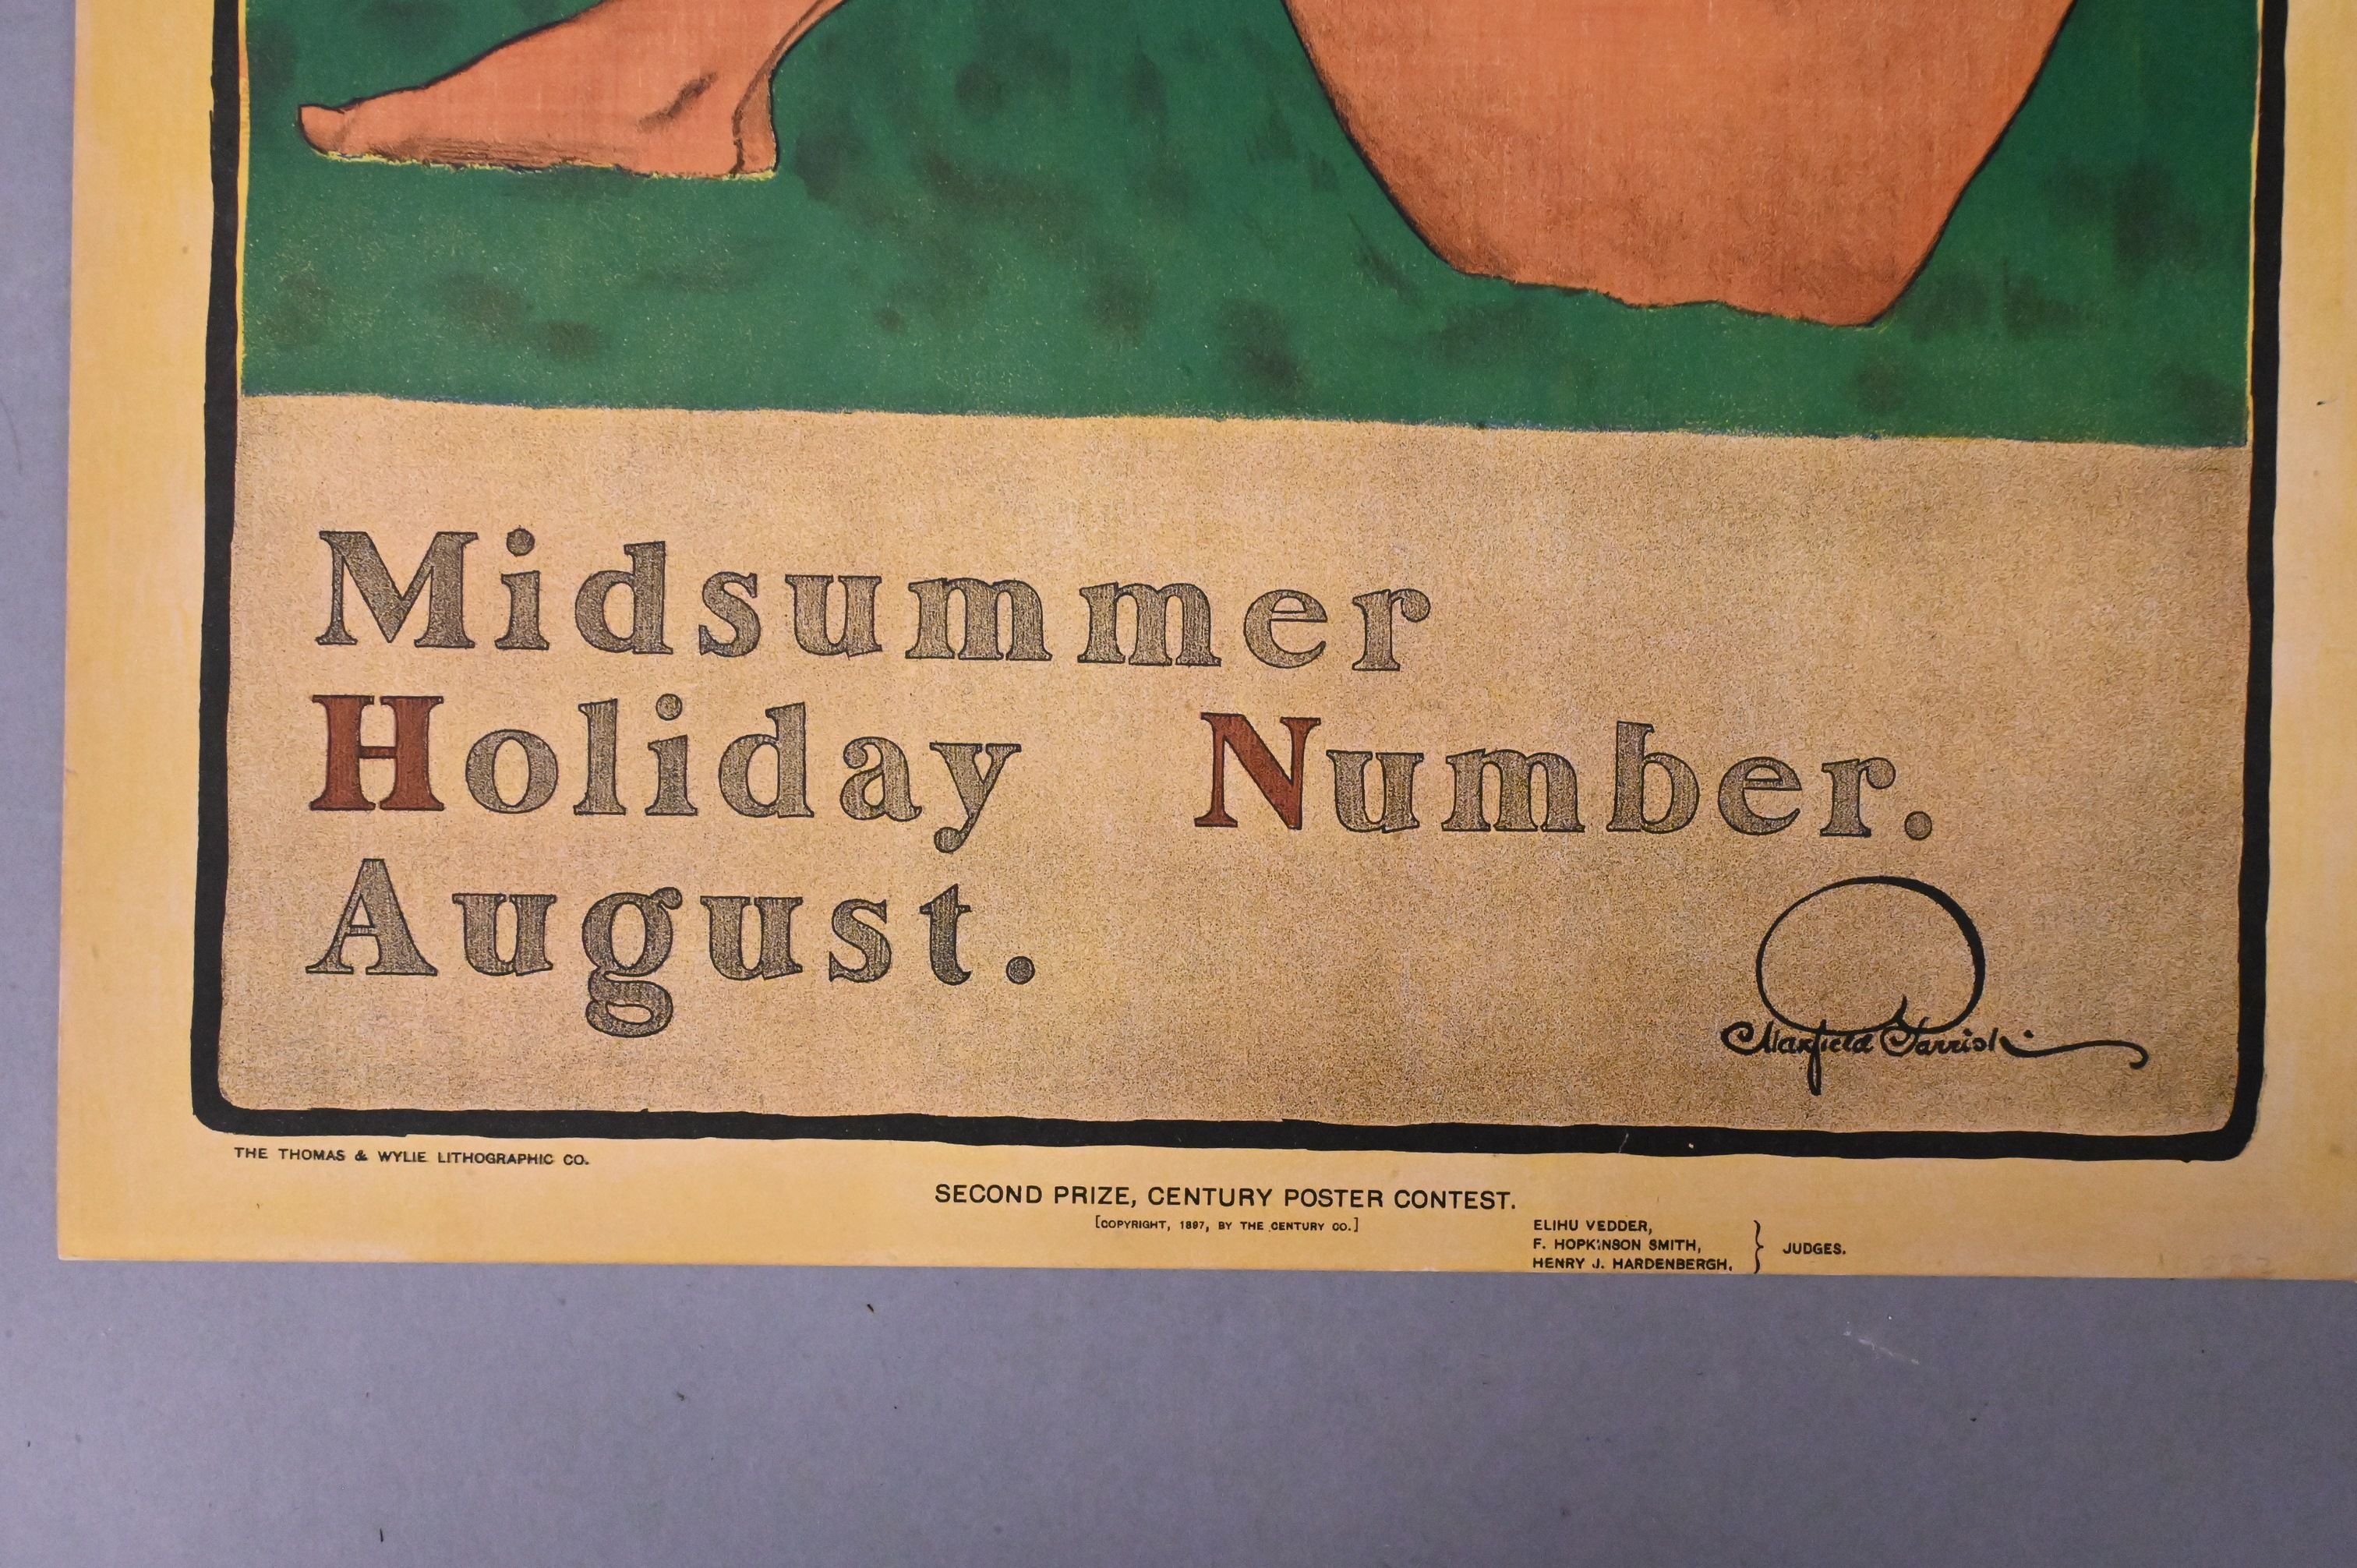 Midsummer
Holiday Number.
August.
Maxfield Parrish
THE THOMAS & WYLIE LITHOGRAPHIC CO.
SECOND PRIZE, CENTURY POSTER CONTEST.
[COPYRIGHT, 1897, BY THE CENTURY CO.]
ELIHU VEDDER,
F. HOPKINSON SMITH,
HENRY J. HARDENBERGH,
JUDGES.